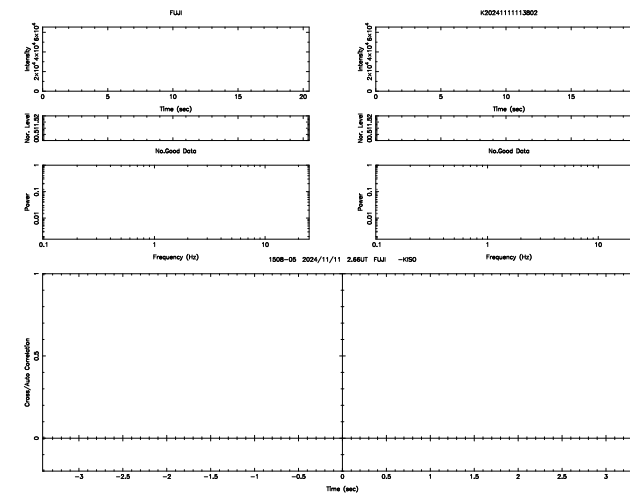 FUJI
K20241111113802
Intensity
0 2×10⁴ 4×10⁴ 6×10⁴
0 5 10 15 20
Time (sec)
Intensity
0 2×10⁴ 4×10⁴ 6×10⁴
0 5 10 15
Time (sec)
Nor. Level
00.511.52
Nor. Level
00.511.52
No.Good Data
No.Good Data
Power
0.01 0.1 1
0.1 1 10
Frequency (Hz)
Power
0.01 0.1 1
0.1 1 10
Frequency (Hz)
1508-05 2024/11/11 2.66UT FUJI -KISO
Cross/Auto Correlation
0 0.5 1
-3 -2.5 -2 -1.5 -1 -0.5 0 0.5 1 1.5 2 2.5 3
Time (sec)